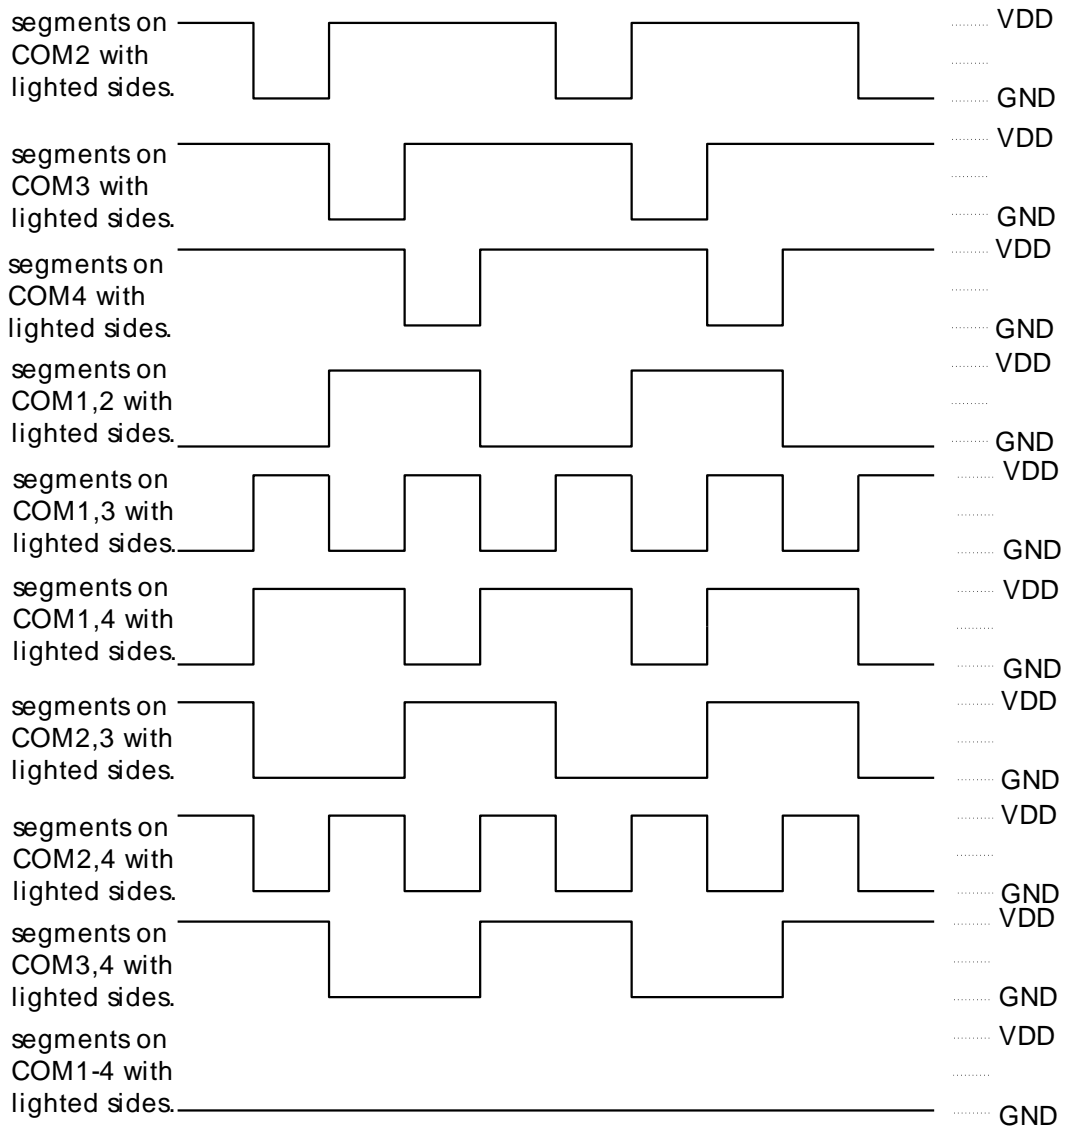 segments on
COM2 with
lighted sides.
VDD
GND
segments on
COM3 with
lighted sides.
VDD
GND
segments on
COM4 with
lighted sides.
VDD
GND
segments on
COM1,2 with
lighted sides.
VDD
GND
segments on
COM1,3 with
lighted sides.
VDD
GND
segments on
COM1,4 with
lighted sides.
VDD
GND
segments on
COM2,3 with
lighted sides.
VDD
GND
segments on
COM2,4 with
lighted sides.
VDD
GND
segments on
COM3,4 with
lighted sides.
VDD
GND
segments on
COM1-4 with
lighted sides.
VDD
GND